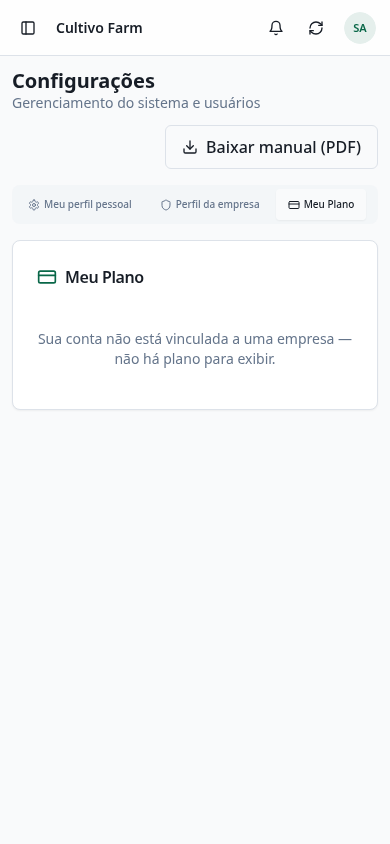 Cultivo Farm
SA
Configurações
Gerenciamento do sistema e usuários
Baixar manual (PDF)
Meu perfil pessoal
Perfil da empresa
Meu Plano
Meu Plano
Sua conta não está vinculada a uma empresa —
não há plano para exibir.